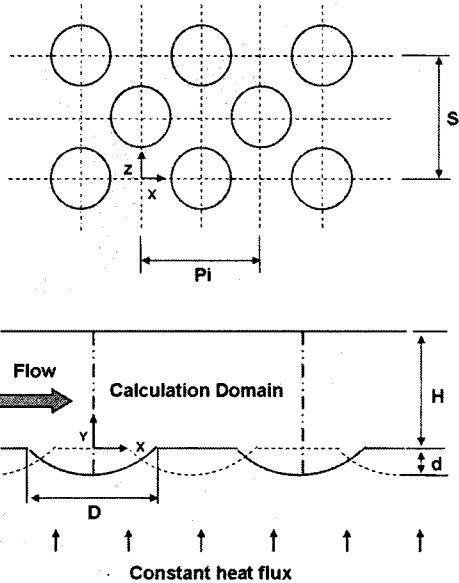 S
Z
X
Pi
Flow
Calculation Domain
H
Y
X
d
D
Constant heat flux